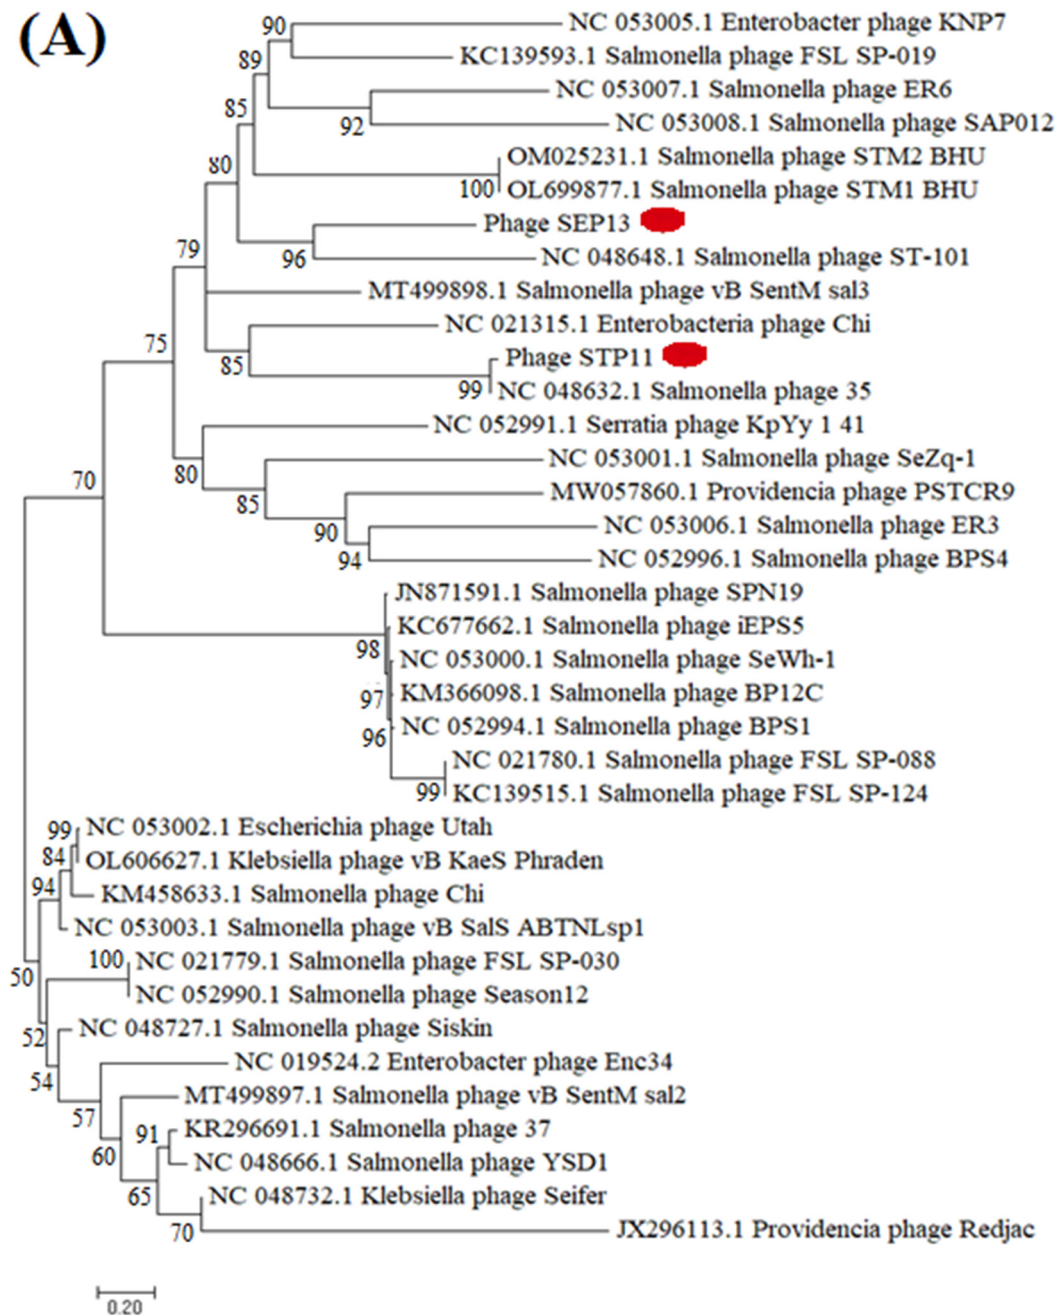 (A)
90
NC 053005.1 Enterobacter phage KNP7
KC139593.1 Salmonella phage FSL SP-019
89
NC 053007.1 Salmonella phage ER6
85
92
NC 053008.1 Salmonella phage SAP012
OM025231.1 Salmonella phage STM2 BHU
80
100
OL699877.1 Salmonella phage STM1 BHU
Phage SEP13
96
NC 048648.1 Salmonella phage ST-101
79
MT499898.1 Salmonella phage vB SentM sal3
NC 021315.1 Enterobacteria phage Chi
75
85
Phage STP11
99
NC 048632.1 Salmonella phage 35
NC 052991.1 Serratia phage KpYy 1 41
80
NC 053001.1 Salmonella phage SeZq-1
70
85
MW057860.1 Providencia phage PSTCR9
90
NC 053006.1 Salmonella phage ER3
94
NC 052996.1 Salmonella phage BPS4
JN871591.1 Salmonella phage SPN19
KC677662.1 Salmonella phage iEPS5
98
NC 053000.1 Salmonella phage SeWh-1
97
KM366098.1 Salmonella phage BP12C
96
NC 052994.1 Salmonella phage BPS1
NC 021780.1 Salmonella phage FSL SP-088
99
KC139515.1 Salmonella phage FSL SP-124
99
NC 053002.1 Escherichia phage Utah
84
OL606627.1 Klebsiella phage vB KaeS Phraden
94
KM458633.1 Salmonella phage Chi
NC 053003.1 Salmonella phage vB SalS ABTNLsp1
100
NC 021779.1 Salmonella phage FSL SP-030
50
NC 052990.1 Salmonella phage Season12
52
NC 048727.1 Salmonella phage Siskin
NC 019524.2 Enterobacter phage Enc34
54
MT499897.1 Salmonella phage vB SentM sal2
57
91
KR296691.1 Salmonella phage 37
60
NC 048666.1 Salmonella phage YSD1
65
NC 048732.1 Klebsiella phage Seifer
70
JX296113.1 Providencia phage Redjac
0.20